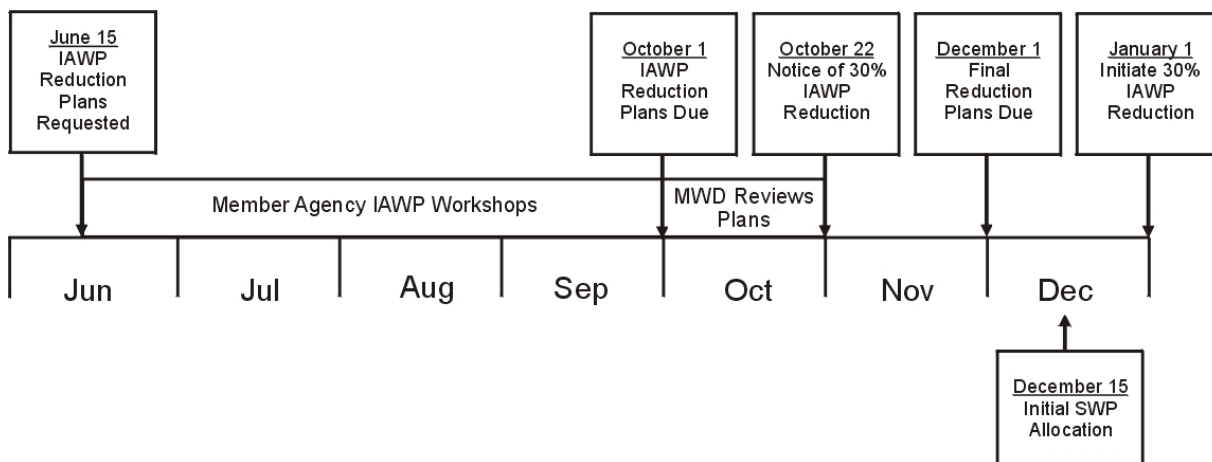 June 15
IAWP
Reduction
Plans
Requested
October 1
IAWP
Reduction
Plans Due
October 22
Notice of 30%
IAWP
Reduction
December 1
Final
Reduction
Plans Due
January 1
Initiate 30%
IAWP
Reduction
Member Agency IAWP Workshops
MWD Reviews
Plans
Jun
Jul
Aug
Sep
Oct
Nov
Dec
December 15
Initial SWP
Allocation